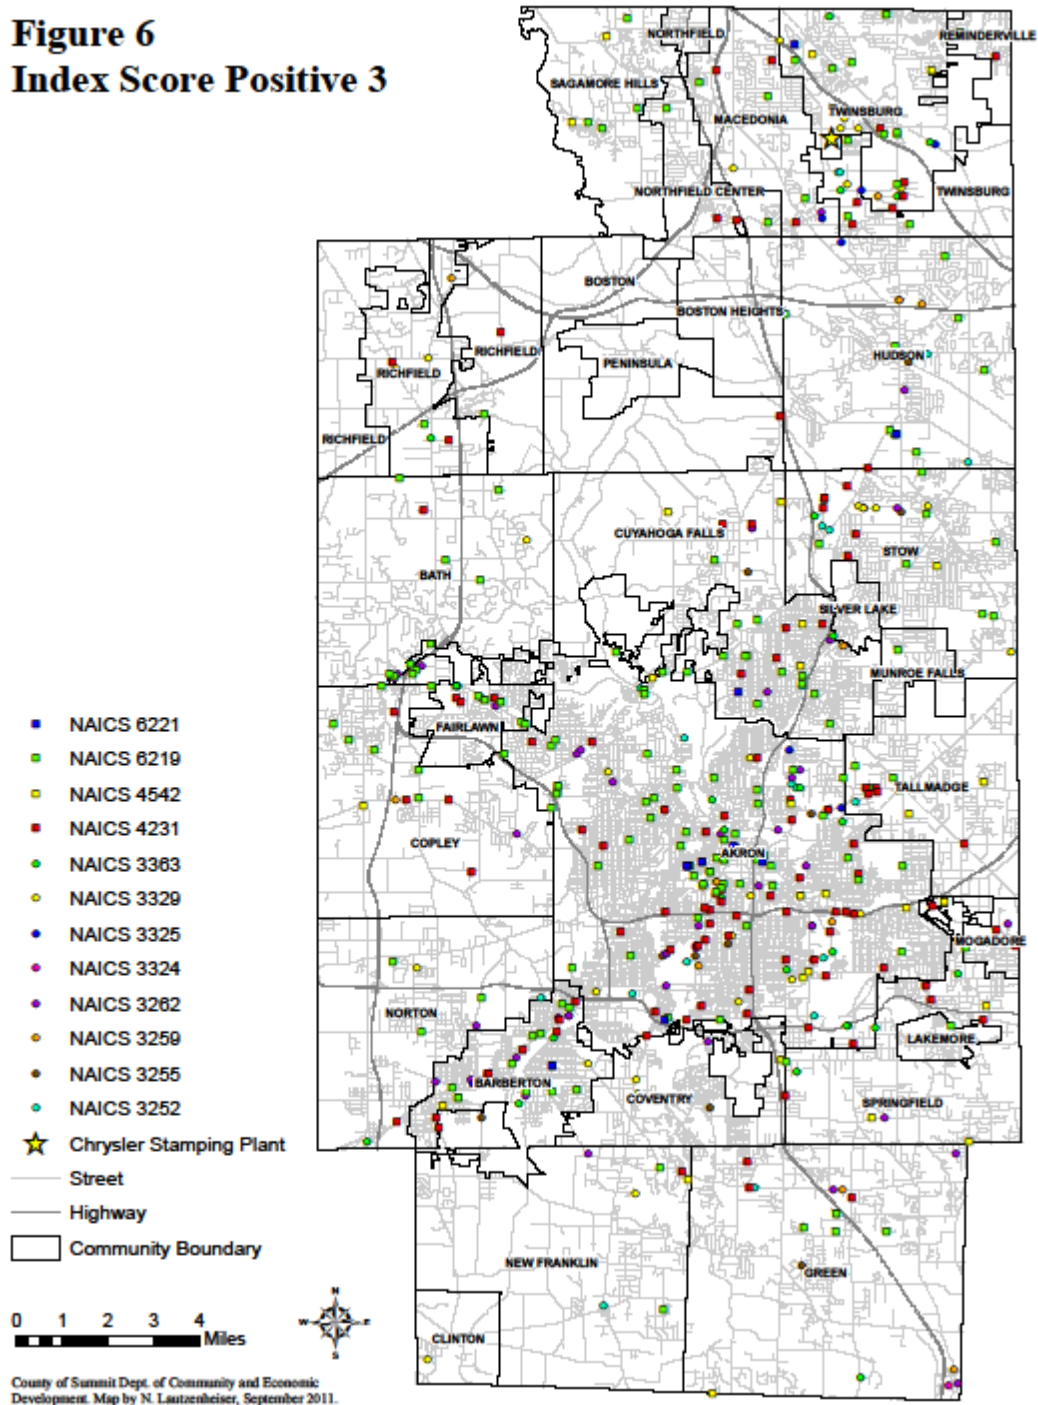 Figure 6
Index Score Positive 3
NORTHFIELD
REMINDERVILLE
SAGAMORE HILLS
TWINSBURG
MACEDONIA
NORTHFIELD CENTER
TWINSBURG
BOSTON
BOSTON HEIGHTS
RICHFIELD
HUDSON
PENINSULA
RICHFIELD
RICHFIELD
CUYAHOGA FALLS
STOW
BATH
SILVER LAKE
MUNROE FALLS
FAIRLAWN
TALLMADGE
COPLEY
AKRON
MOGADORE
NORTON
LAKEMORE
BARBERTON
COVENTRY
SPRINGFIELD
NEW FRANKLIN
GREEN
CLINTON
NAICS 6221
NAICS 6219
NAICS 4542
NAICS 4231
NAICS 3363
NAICS 3329
NAICS 3325
NAICS 3324
NAICS 3262
NAICS 3259
NAICS 3255
NAICS 3252
Chrysler Stamping Plant
Street
Highway
Community Boundary
0 1 2 3 4
Miles
N
W E
S
County of Summit Dept. of Community and Economic
Development. Map by N. Lautzenheiser, September 2011.